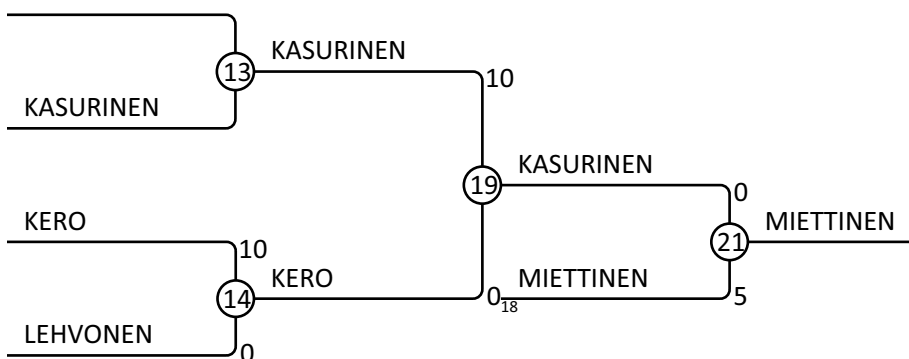 KASURINEN
13
10
KASURINEN
KASURINEN
19
0
KERO
21
MIETTINEN
10
KERO
MIETTINEN
14
0
18
5
LEHVONEN
0